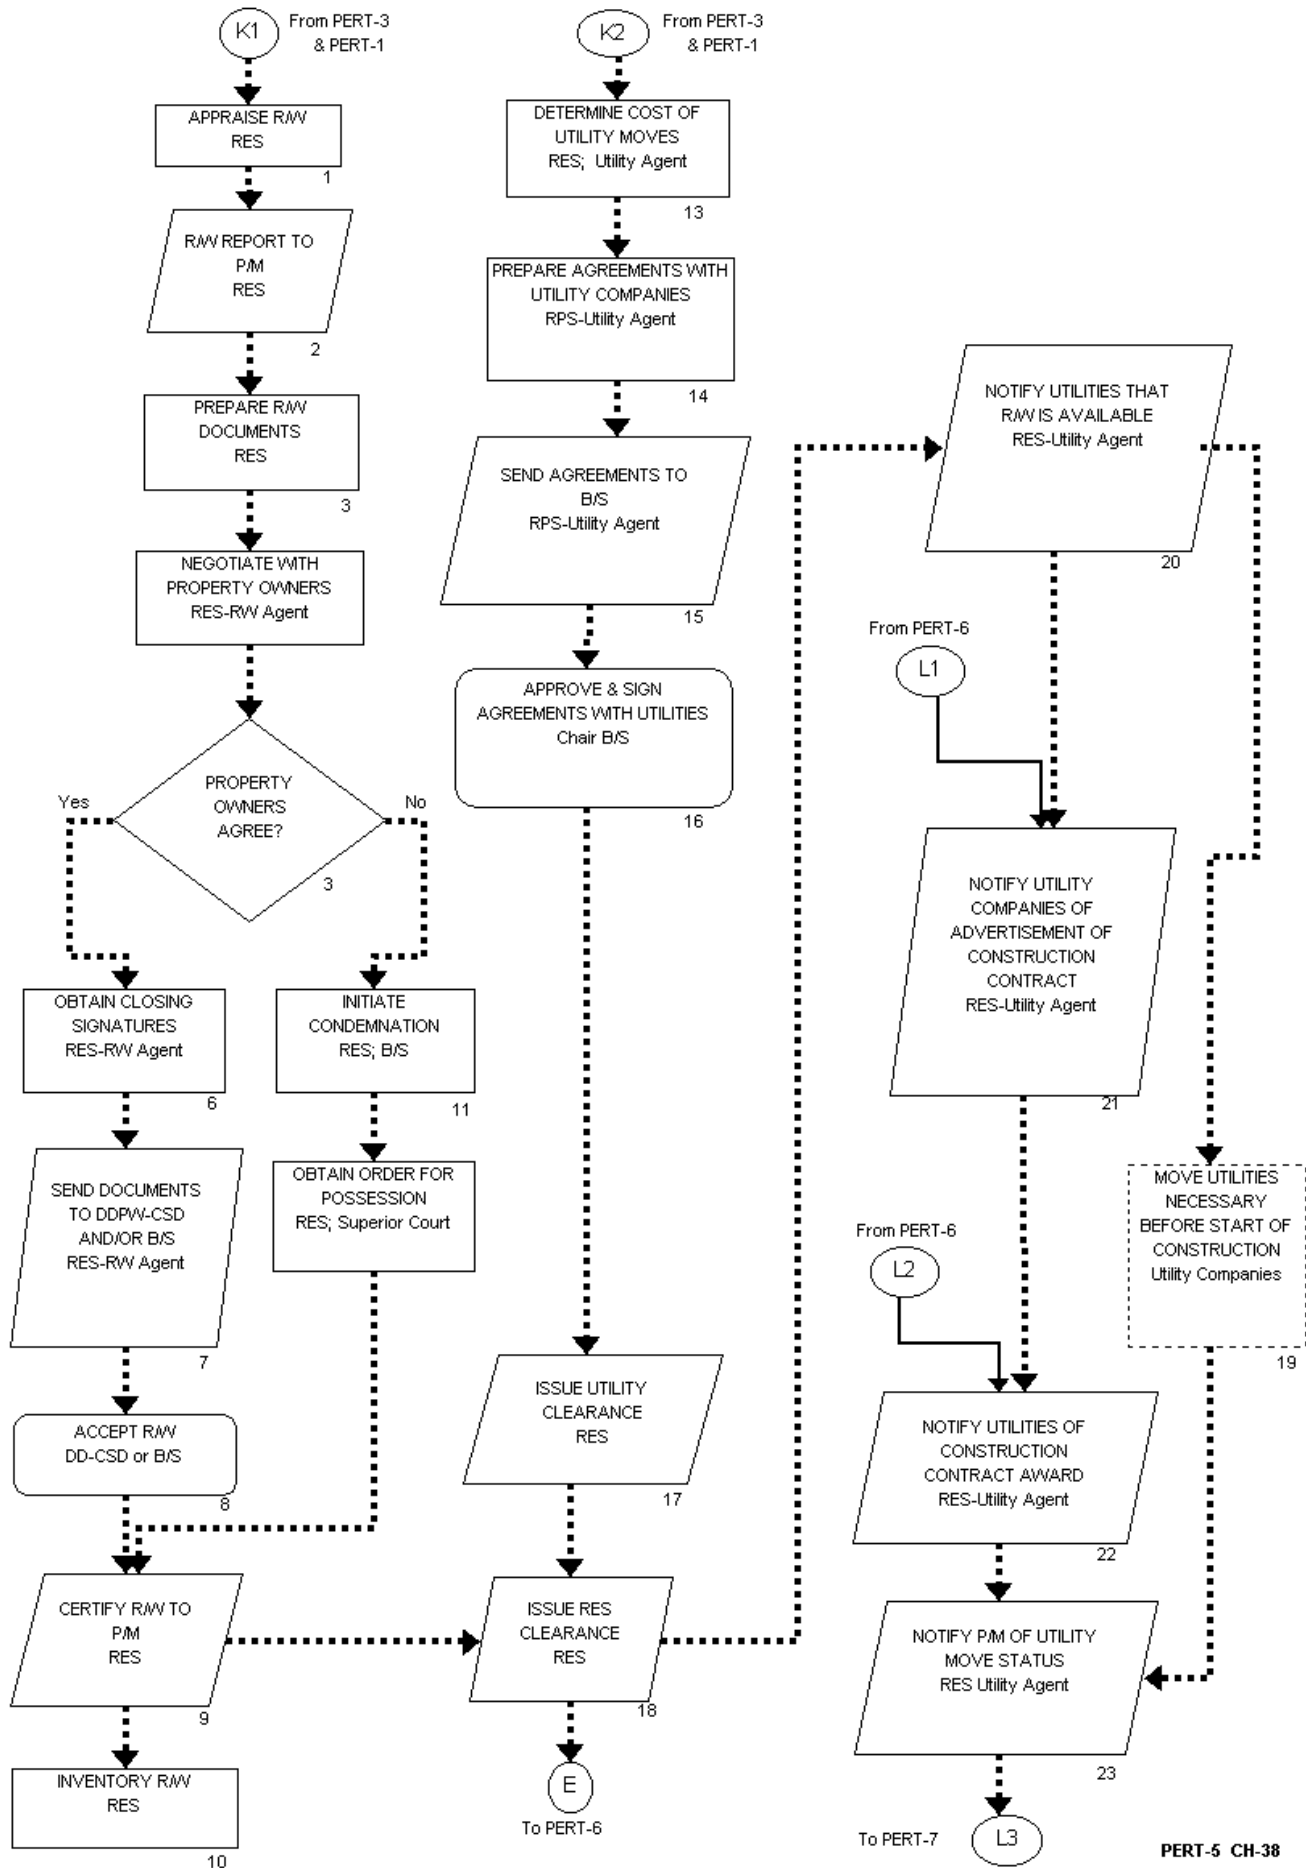 K1
From PERT-3
& PERT-1
APPRAISE R/W
RES
1
R/W REPORT TO
P/M
RES
2
PREPARE R/W
DOCUMENTS
RES
3
NEGOTIATE WITH
PROPERTY OWNERS
RES-RW Agent
PROPERTY
OWNERS
AGREE?
3
Yes
No
OBTAIN CLOSING
SIGNATURES
RES-RW Agent
6
SEND DOCUMENTS
TO DDPW-CSD
AND/OR B/S
RES-RW Agent
7
ACCEPT R/W
DD-CSD or B/S
8
CERTIFY R/W TO
P/M
RES
9
INVENTORY R/W
RES
10
INITIATE
CONDEMNATION
RES; B/S
11
OBTAIN ORDER FOR
POSSESSION
RES; Superior Court
K2
From PERT-3
& PERT-1
DETERMINE COST OF
UTILITY MOVES
RES; Utility Agent
13
PREPARE AGREEMENTS WITH
UTILITY COMPANIES
RPS-Utility Agent
14
SEND AGREEMENTS TO
B/S
RPS-Utility Agent
15
APPROVE & SIGN
AGREEMENTS WITH UTILITIES
Chair B/S
16
ISSUE UTILITY
CLEARANCE
RES
17
ISSUE RES
CLEARANCE
RES
18
E
To PERT-6
NOTIFY UTILITIES THAT
R/W IS AVAILABLE
RES-Utility Agent
20
From PERT-6
L1
NOTIFY UTILITY
COMPANIES OF
ADVERTISEMENT OF
CONSTRUCTION
CONTRACT
RES-Utility Agent
21
MOVE UTILITIES
NECESSARY
BEFORE START OF
CONSTRUCTION
Utility Companies
19
From PERT-6
L2
NOTIFY UTILITIES OF
CONSTRUCTION
CONTRACT AWARD
RES-Utility Agent
22
NOTIFY P/M OF UTILITY
MOVE STATUS
RES Utility Agent
23
To PERT-7
L3
PERT-5 CH-38